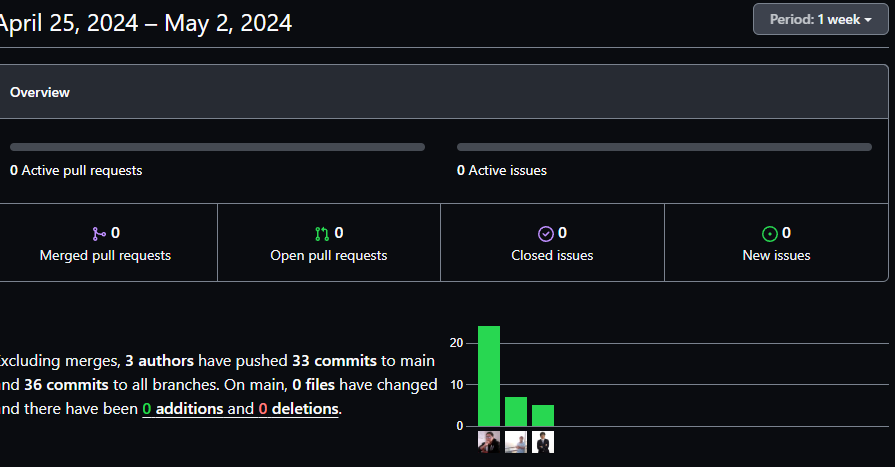 April 25, 2024 – May 2, 2024
Period: 1 week
Overview
0 Active pull requests
0 Active issues
0
Merged pull requests
0
Open pull requests
0
Closed issues
0
New issues
xcluding merges, 3 authors have pushed 33 commits to main
nd 36 commits to all branches. On main, 0 files have changed
nd there have been 0 additions and 0 deletions.
20
10
0